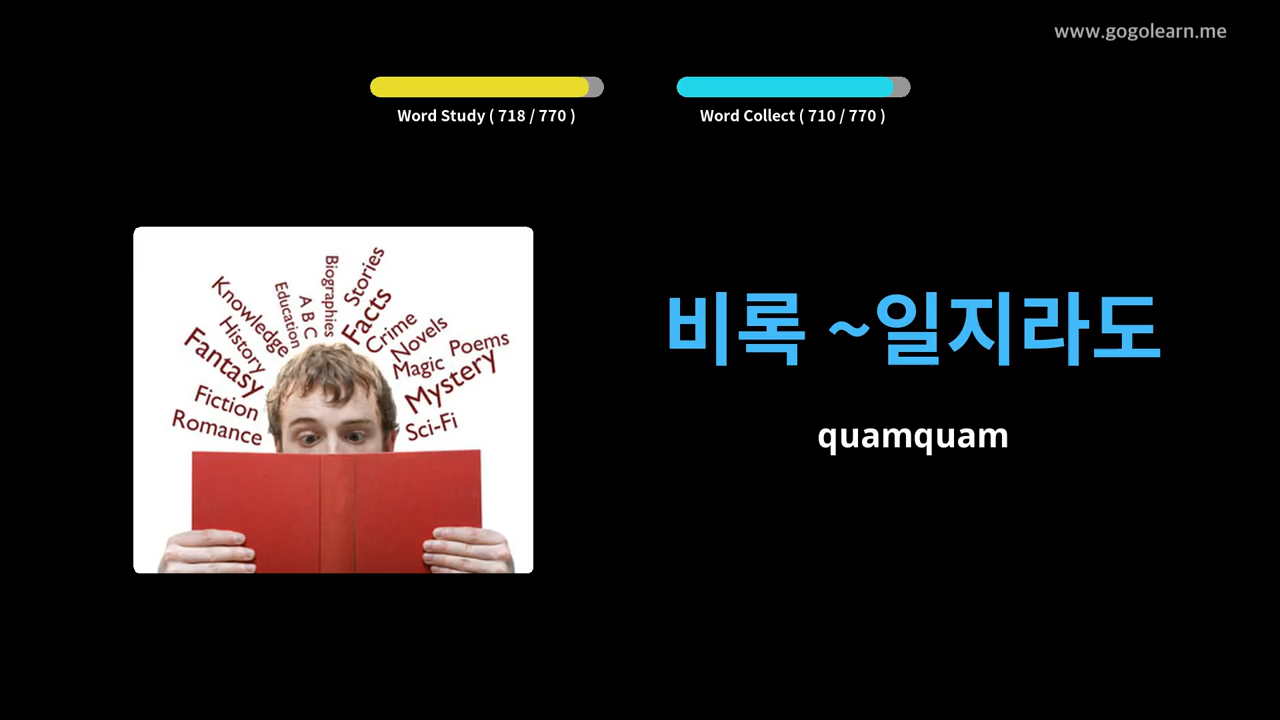 www.gogolearn.me
Word Study ( 718 / 770 )
Word Collect ( 710 / 770 )
Knowledge
History
Fantasy
Fiction
Romance
Education
A B C
Biographies
Stories
Facts
Crime
Novels
Magic
Poems
Mystery
Sci-Fi
비록 ~일지라도
quamquam